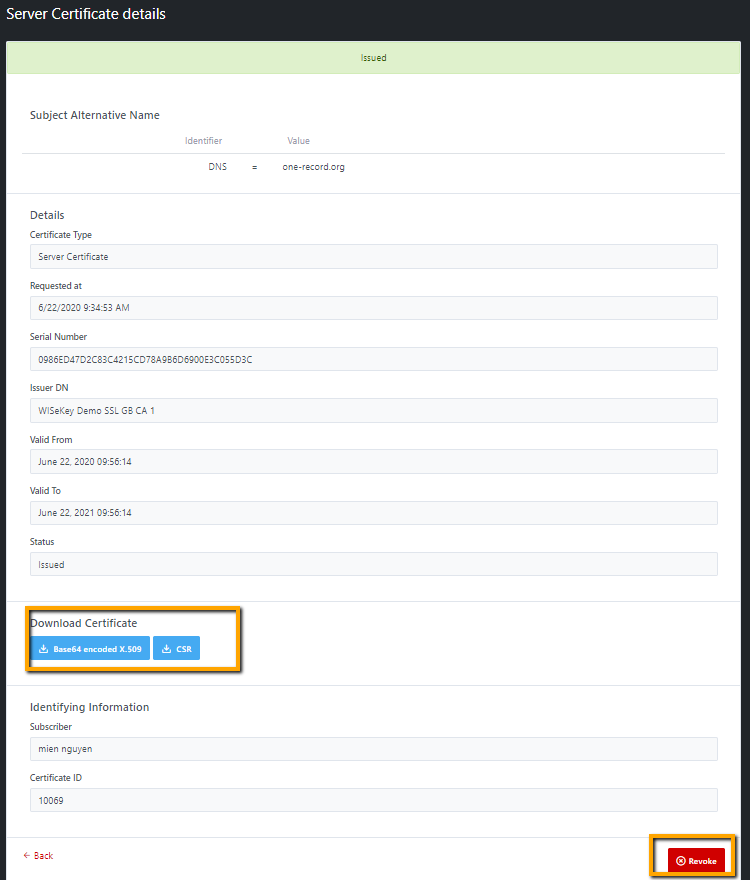 Server Certificate details
Issued
Subject Alternative Name
Identifier Value
DNS = one-record.org
Details
Certificate Type
Server Certificate
Requested at
6/22/2020 9:34:53 AM
Serial Number
0986ED47D2C83C4215CD78A9B6D6900E3C055D3C
Issuer DN
WISeKey Demo SSL GB CA 1
Valid From
June 22, 2020 09:56:14
Valid To
June 22, 2021 09:56:14
Status
Issued
Download Certificate
Base64 encoded X.509 CSR
Identifying Information
Subscriber
mien nguyen
Certificate ID
10069
← Back Revoke